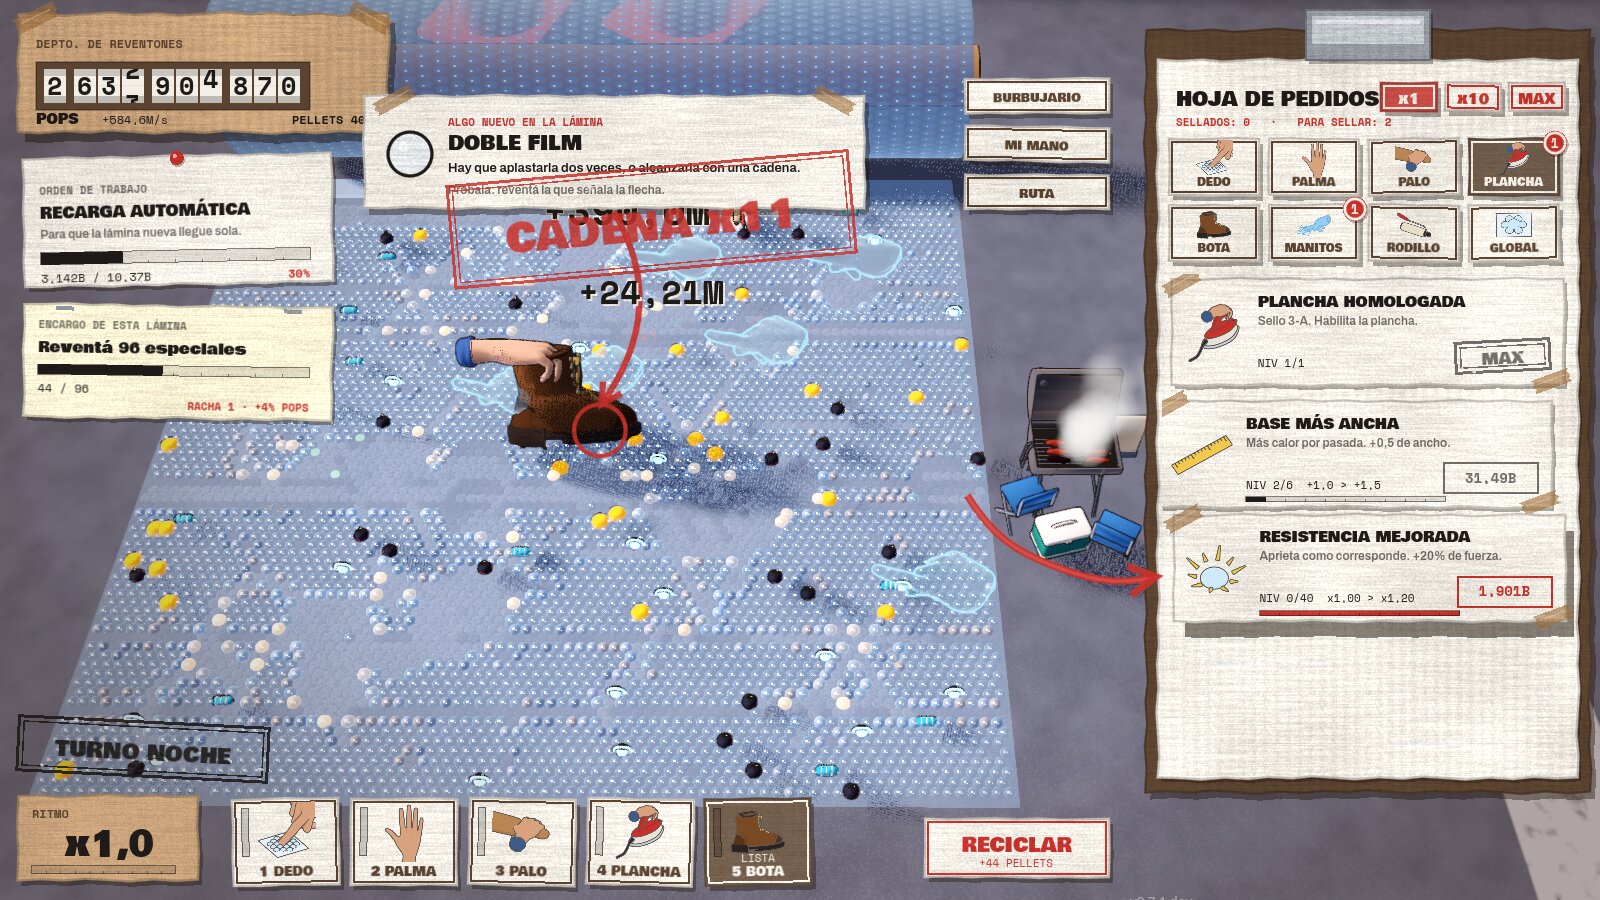 DEPTO. DE REVENTONES
POPS +584,6M/s PELLETS 40
ORDEN DE TRABAJO
RECARGA AUTOMÁTICA
Para que la lámina nueva llegue sola.
3,142B / 10,37B 30%
ENCARGO DE ESTA LÁMINA
Reventá 96 especiales
44 / 96
RACHA 1 · +4% POPS
ALGO NUEVO EN LA LÁMINA
DOBLE FILM
Hay que aplastarla dos veces, o alcanzarla con una cadena.
Probala: reventá la que señala la flecha.
CADENA x11
+24,21M
BURBUJARIO
MI MANO
RUTA
HOJA DE PEDIDOS x1 x10 MAX
SELLADOS: 0 · PARA SELLAR: 2
DEDO
PALMA
PALO
PLANCHA
1
BOTA
MANITOS
1
RODILLO
GLOBAL
PLANCHA HOMOLOGADA
Sello 3-A. Habilita la plancha.
NIV 1/1
MAX
BASE MÁS ANCHA
Más calor por pasada. +0,5 de ancho.
NIV 2/6 +1,0 > +1,5
31,49B
RESISTENCIA MEJORADA
Aprieta como corresponde. +20% de fuerza.
NIV 0/40 x1,00 > x1,20
1,901B
TURNO NOCHE
RITMO
x1,0
1 DEDO
2 PALMA
3 PALO
4 PLANCHA
LISTA
5 BOTA
RECICLAR
+44 PELLETS